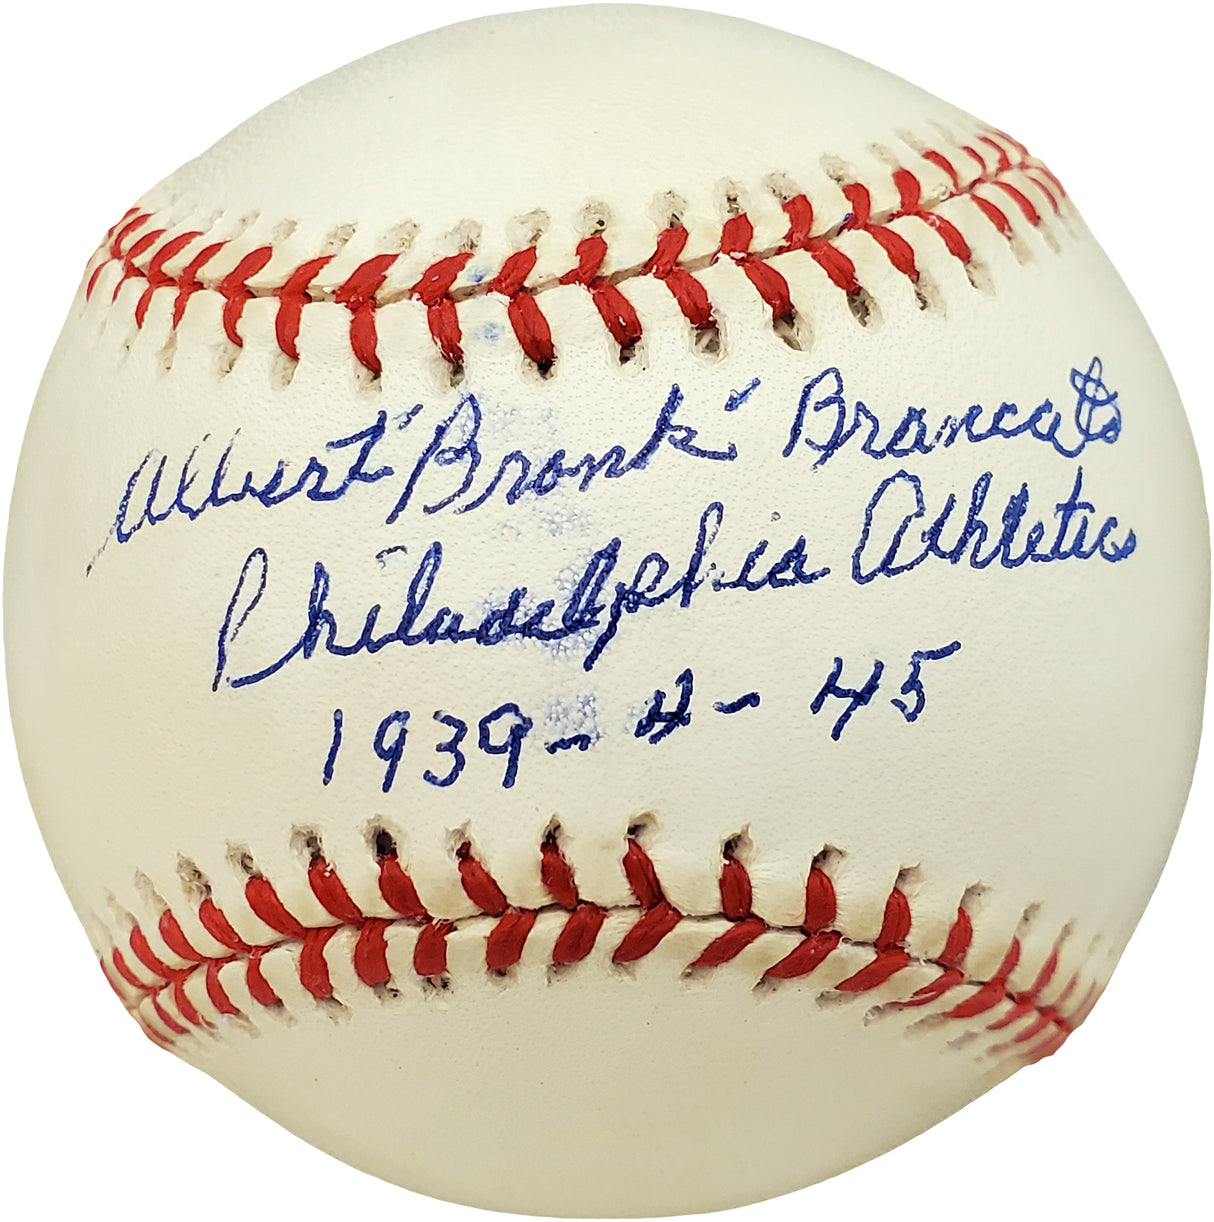 Albert "Bronk" Brancato
Philadelphia Athletics
1939-41-45